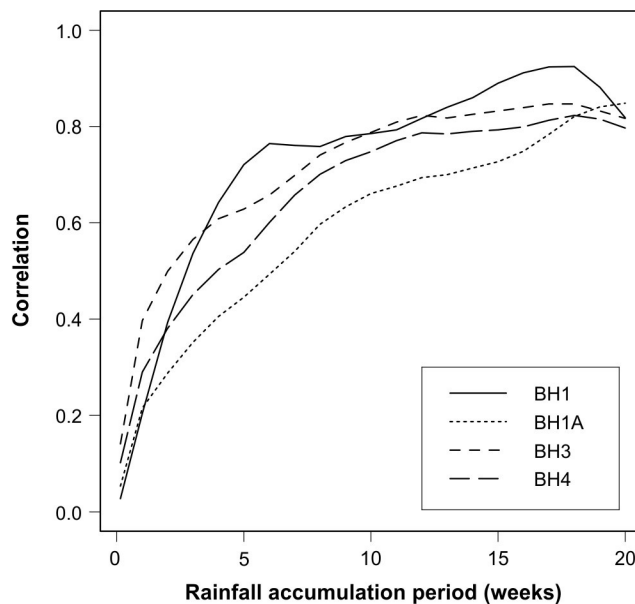 1.0
0.8
0.6
0.4
0.2
0.0
Correlation
BH1
BH1A
BH3
BH4
0 5 10 15 20
Rainfall accumulation period (weeks)